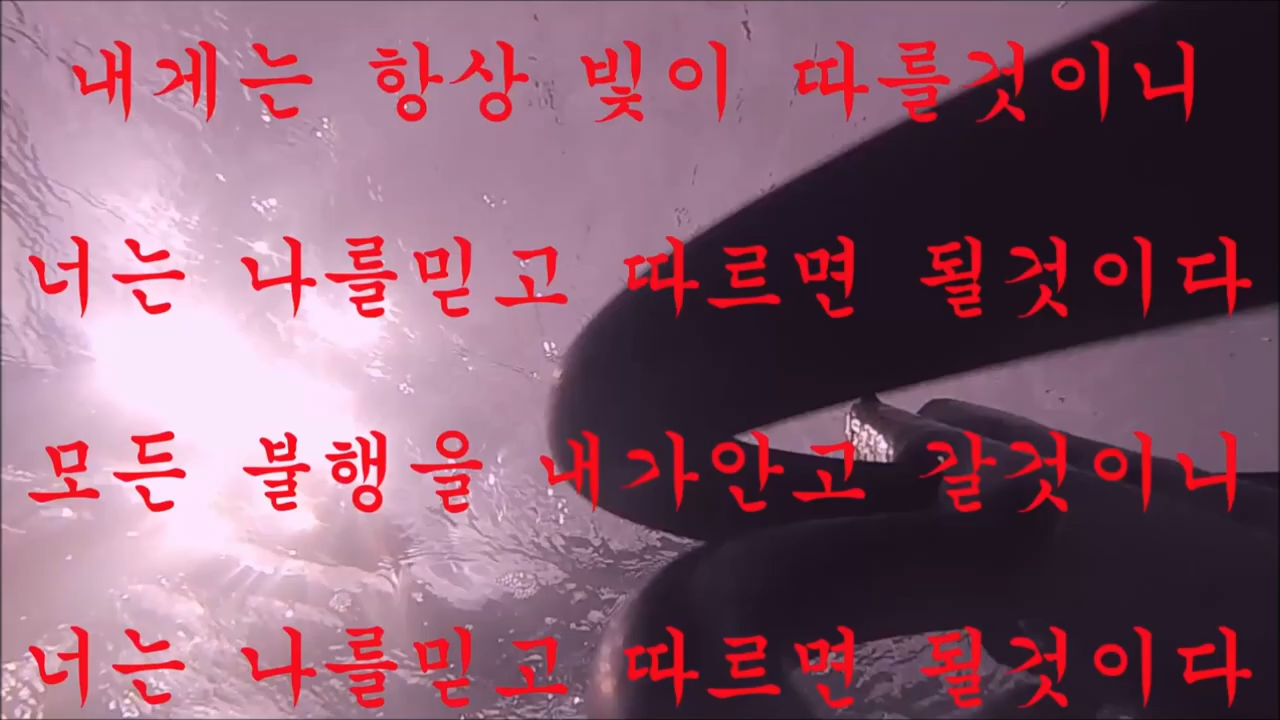 내게는 항상 빛이 따를것이니
너는 나를믿고 따르면 될것이다
모든 불행을 내가안고 갈것이니
너는 나를믿고 따르면 될것이다